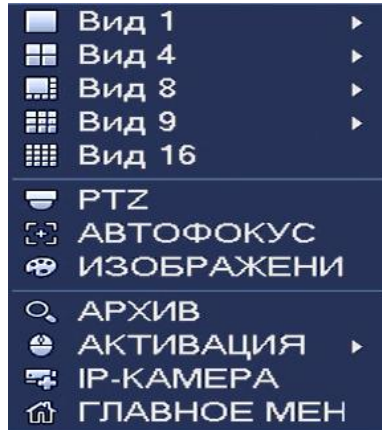 Вид 1
Вид 4
Вид 8
Вид 9
Вид 16
PTZ
АВТОФОКУС
ИЗОБРАЖЕНИ
АРХИВ
АКТИВАЦИЯ
IP-КАМЕРА
ГЛАВНОЕ МЕН